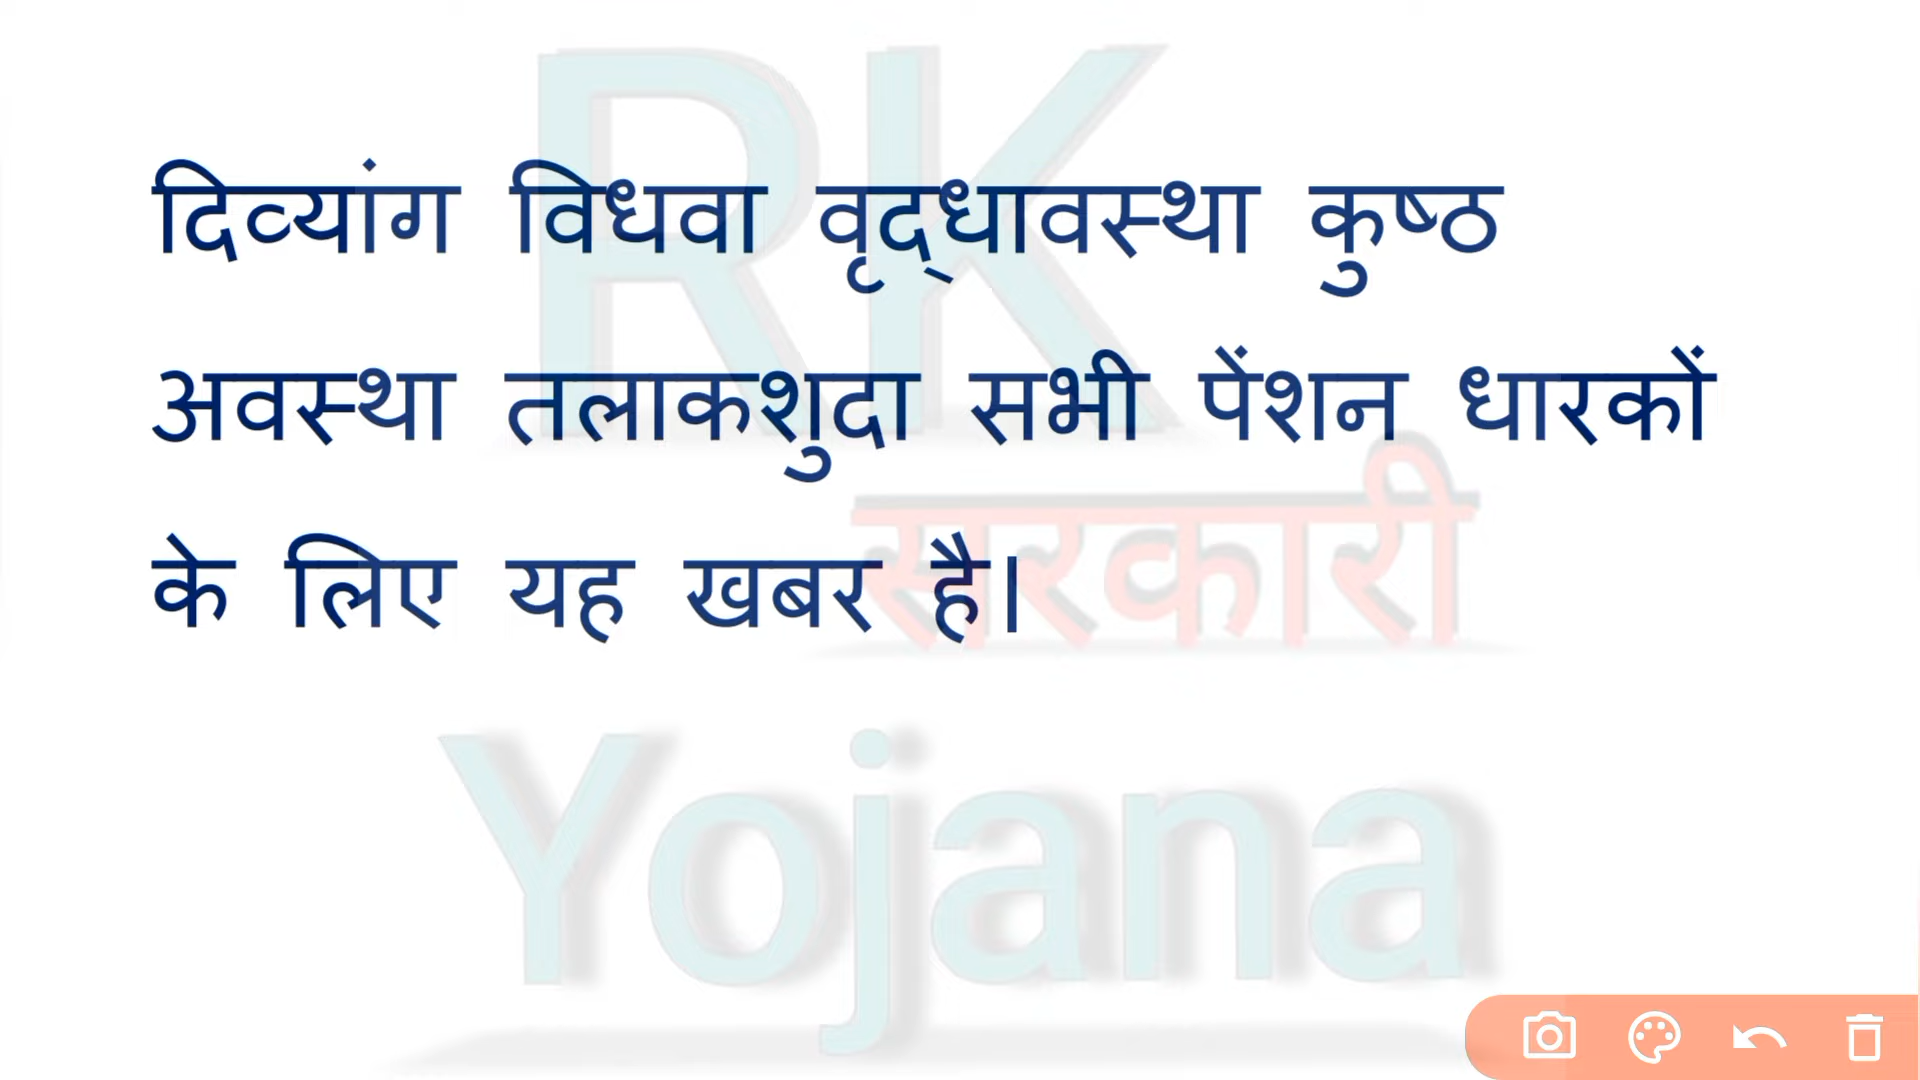 दिव्यांग विधवा वृद्धावस्था कुष्ठ
अवस्था तलाकशुदा सभी पेंशन धारकों
के लिए यह खबर है।
RK
सरकारी
Yojana